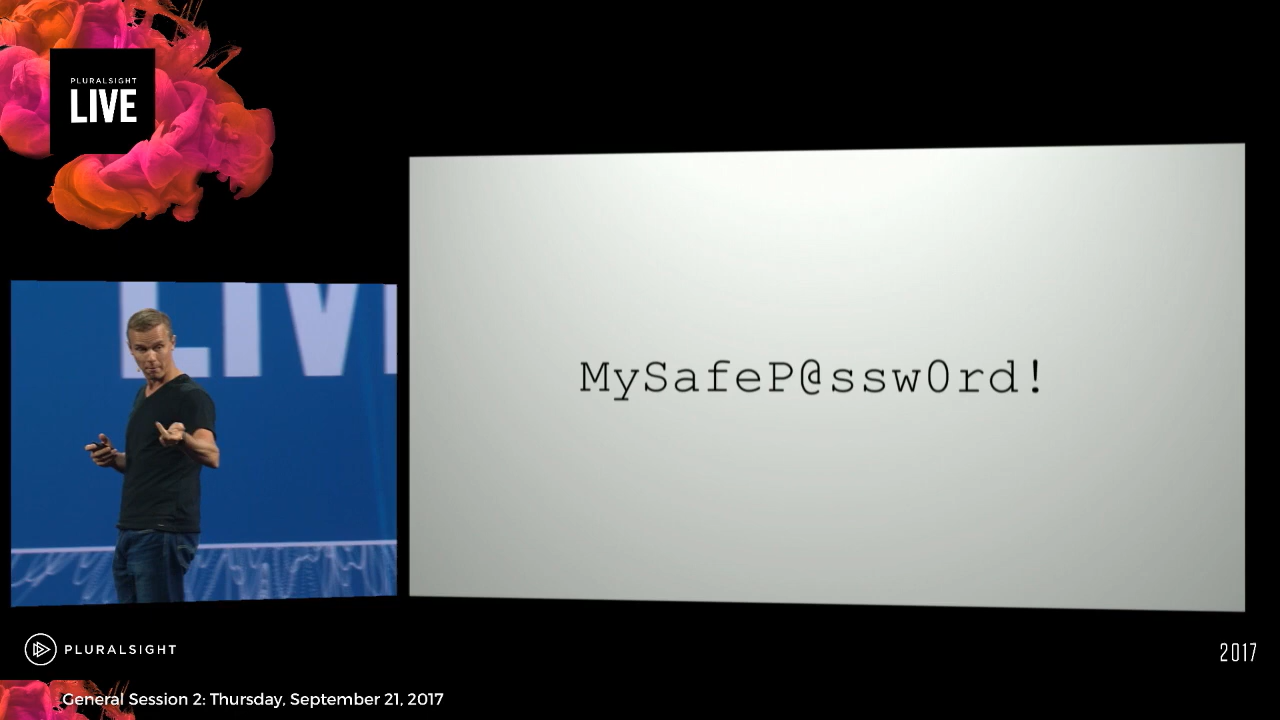 PLURALSIGHT
LIVE
LIV
MySafeP@ssw0rd!
PLURALSIGHT
2017
General Session 2: Thursday, September 21, 2017